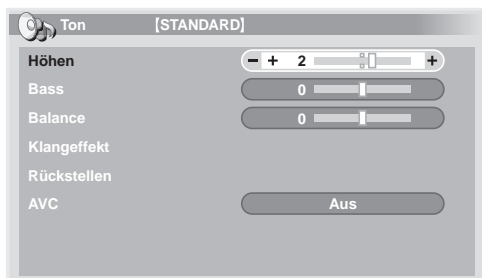 Ton [STANDARD]
Höhen - + 2 +
Bass 0
Balance 0
Klangeffekt
Rückstellen
AVC Aus